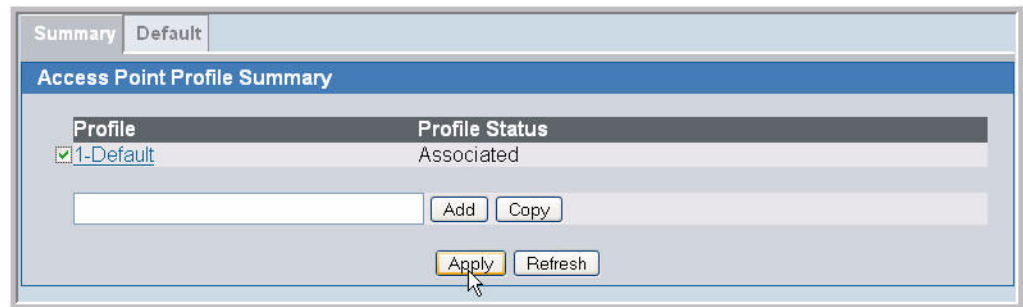 Summary Default
Access Point Profile Summary
Profile Profile Status
1-Default Associated
Add Copy
Apply Refresh